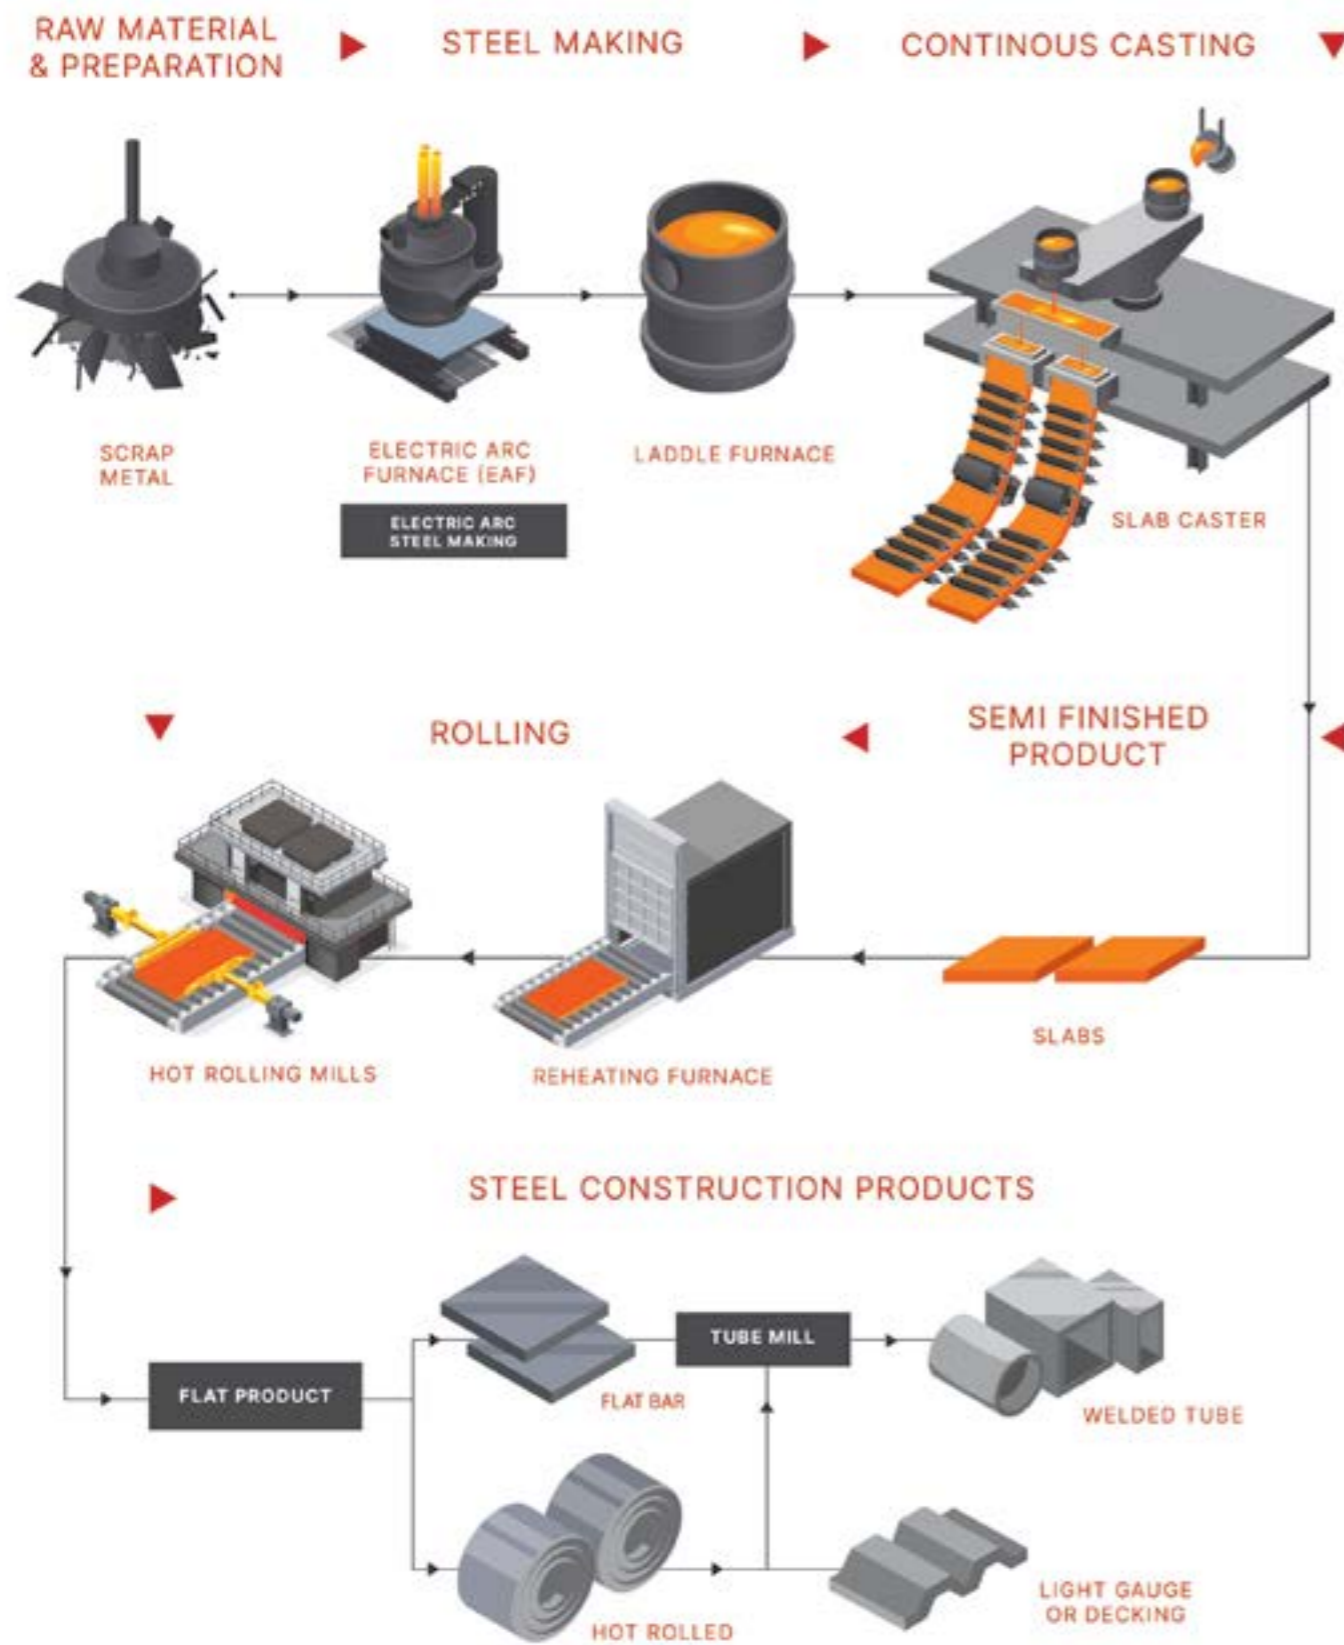 RAW MATERIAL
& PREPARATION
STEEL MAKING
CONTINOUS CASTING
SCRAP
METAL
ELECTRIC ARC
FURNACE (EAF)
ELECTRIC ARC
STEEL MAKING
LADDLE FURNACE
SLAB CASTER
ROLLING
SEMI FINISHED
PRODUCT
HOT ROLLING MILLS
REHEATING FURNACE
SLABS
STEEL CONSTRUCTION PRODUCTS
FLAT PRODUCT
FLAT BAR
TUBE MILL
WELDED TUBE
HOT ROLLED
LIGHT GAUGE
OR DECKING